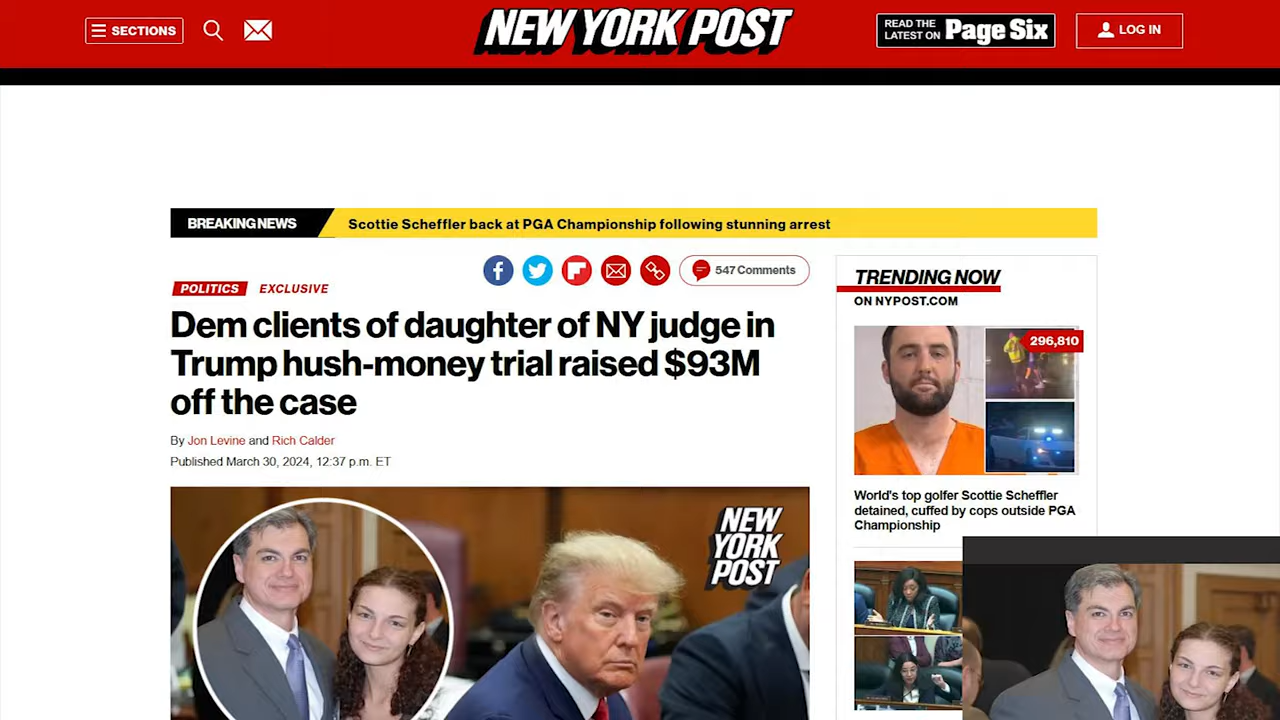 SECTIONS
NEW YORK POST
READ THE
LATEST ON
Page Six
LOG IN
BREAKING NEWS
Scottie Scheffler back at PGA Championship following stunning arrest
547 Comments
POLITICS
EXCLUSIVE
Dem clients of daughter of NY judge in
Trump hush-money trial raised $93M
off the case
By Jon Levine and Rich Calder
Published March 30, 2024, 12:37 p.m. ET
NEW
YORK
POST
TRENDING NOW
ON NYPOST.COM
296,810
World's top golfer Scottie Scheffler
detained, cuffed by cops outside PGA
Championship